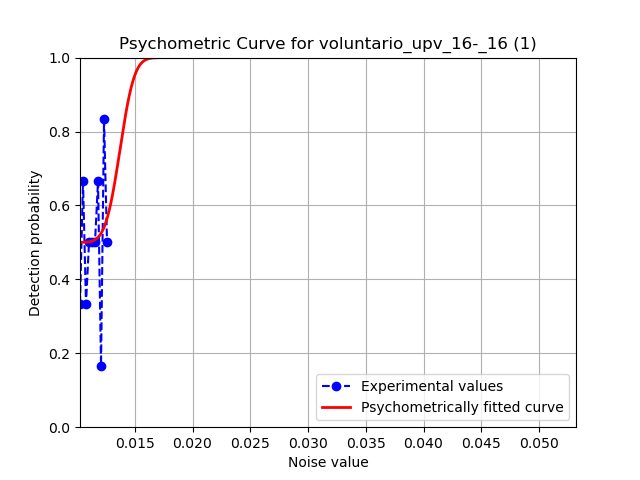 Psychometric Curve for voluntario_upv_16-_16 (1)
1.0
0.8
0.6
0.4
0.2
0.0
Detection probability
Experimental values
Psychometrically fitted curve
0.015 0.020 0.025 0.030 0.035 0.040 0.045 0.050
Noise value